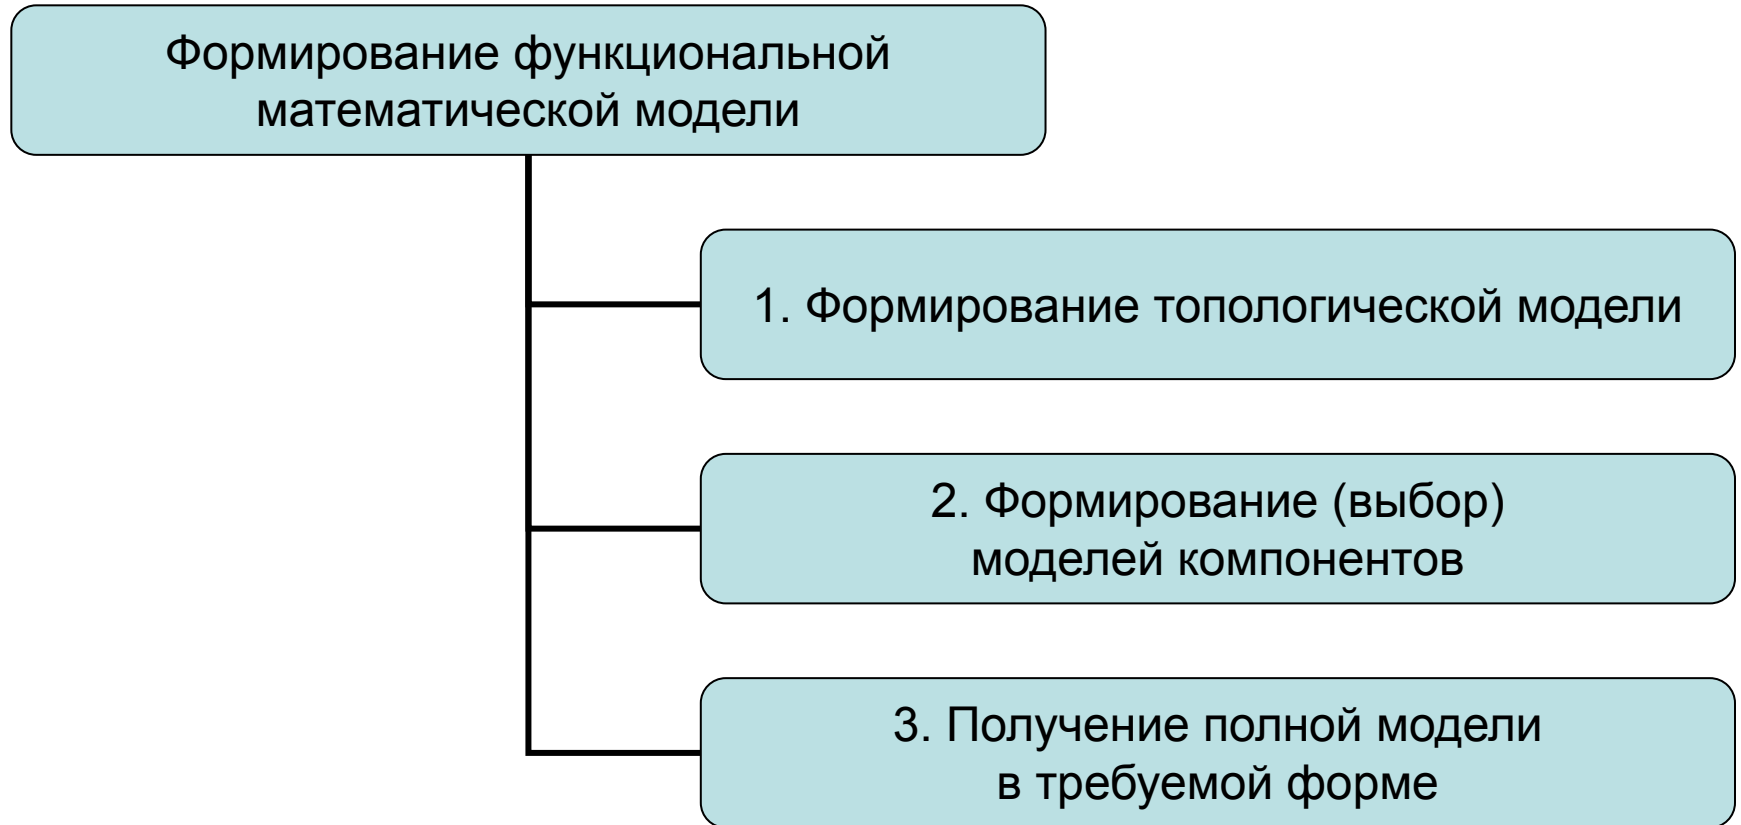 Формирование функциональной
математической модели
1. Формирование топологической модели
2. Формирование (выбор)
моделей компонентов
3. Получение полной модели
в требуемой форме